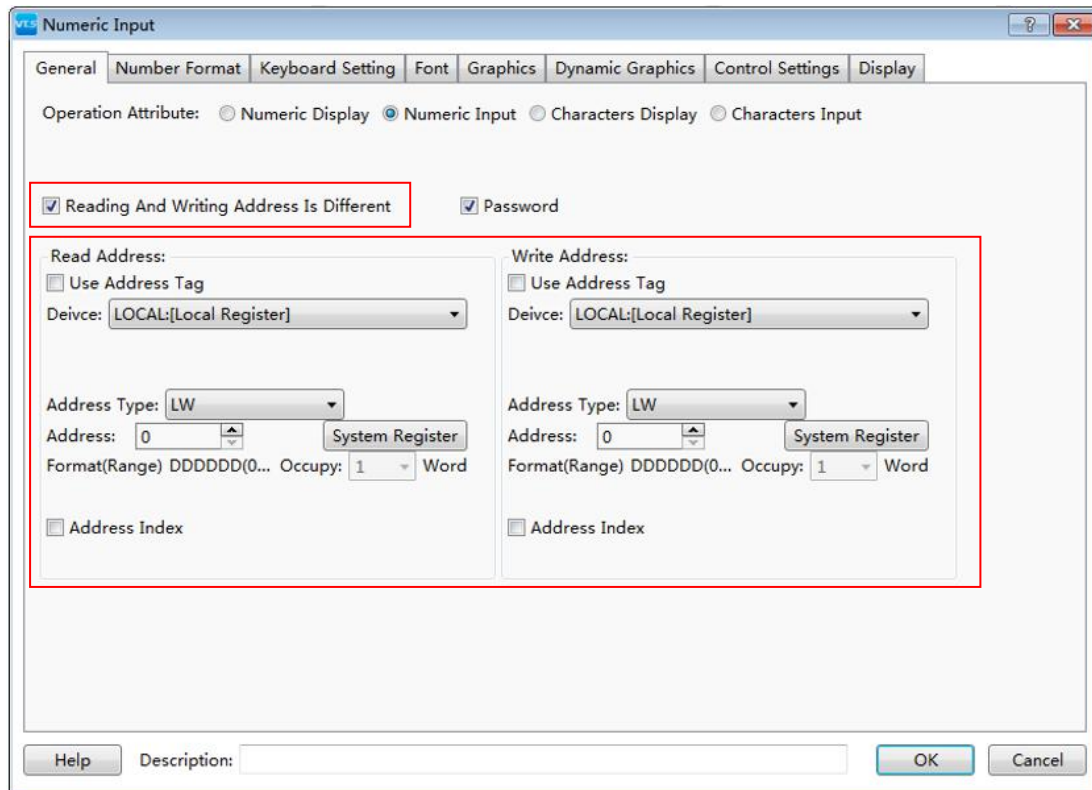 VTS Numeric Input
General Number Format Keyboard Setting Font Graphics Dynamic Graphics Control Settings Display
Operation Attribute: Numeric Display Numeric Input Characters Display Characters Input
Reading And Writing Address Is Different Password
Read Address:
Use Address Tag
Deivce: LOCAL:[Local Register]
Address Type: LW
Address: 0 System Register
Format(Range) DDDDDD(0... Occupy: 1 Word
Address Index
Write Address:
Use Address Tag
Deivce: LOCAL:[Local Register]
Address Type: LW
Address: 0 System Register
Format(Range) DDDDDD(0... Occupy: 1 Word
Address Index
Help Description: OK Cancel